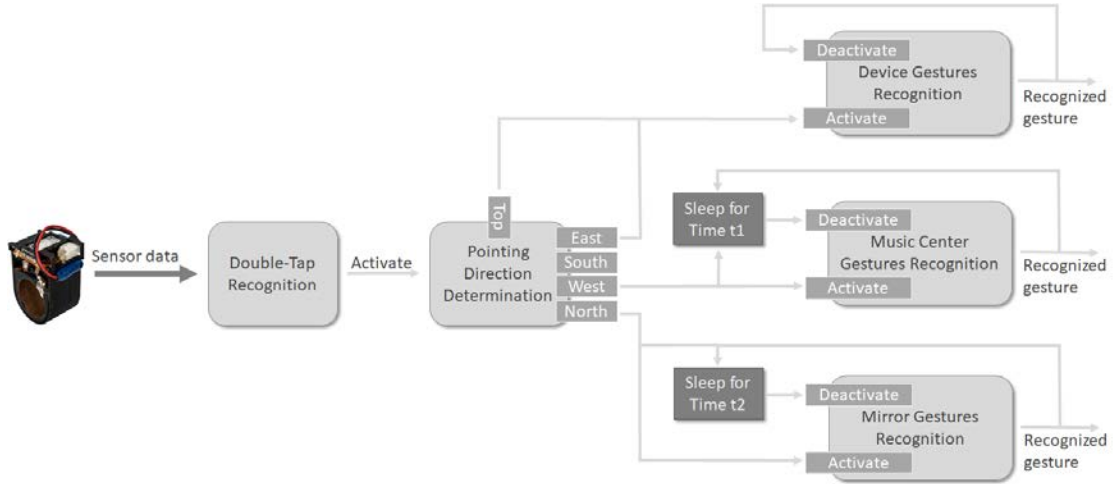 Deactivate
Device Gestures
Recognition
Activate
Recognized
gesture
Sensor data
Double-Tap
Recognition
Activate
Top
Pointing
Direction
Determination
East
South
West
North
Sleep for
Time t1
Deactivate
Music Center
Gestures Recognition
Activate
Recognized
gesture
Sleep for
Time t2
Deactivate
Mirror Gestures
Recognition
Activate
Recognized
gesture